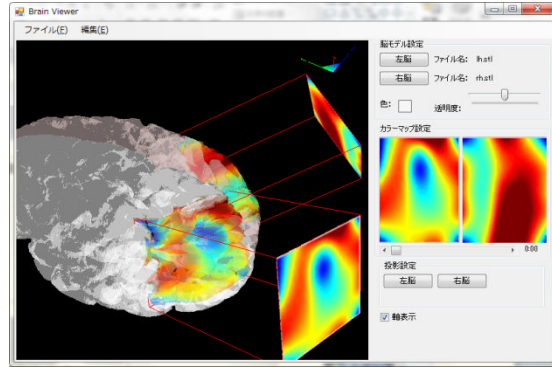 Brain Viewer
ファイル(F) 編集(E)
脳モデル設定
左脳 ファイル名: lh.stl
右脳 ファイル名: rh.stl
色: 透明度:
カラーマップ設定
0:00
投影設定
左脳 右脳
軸表示